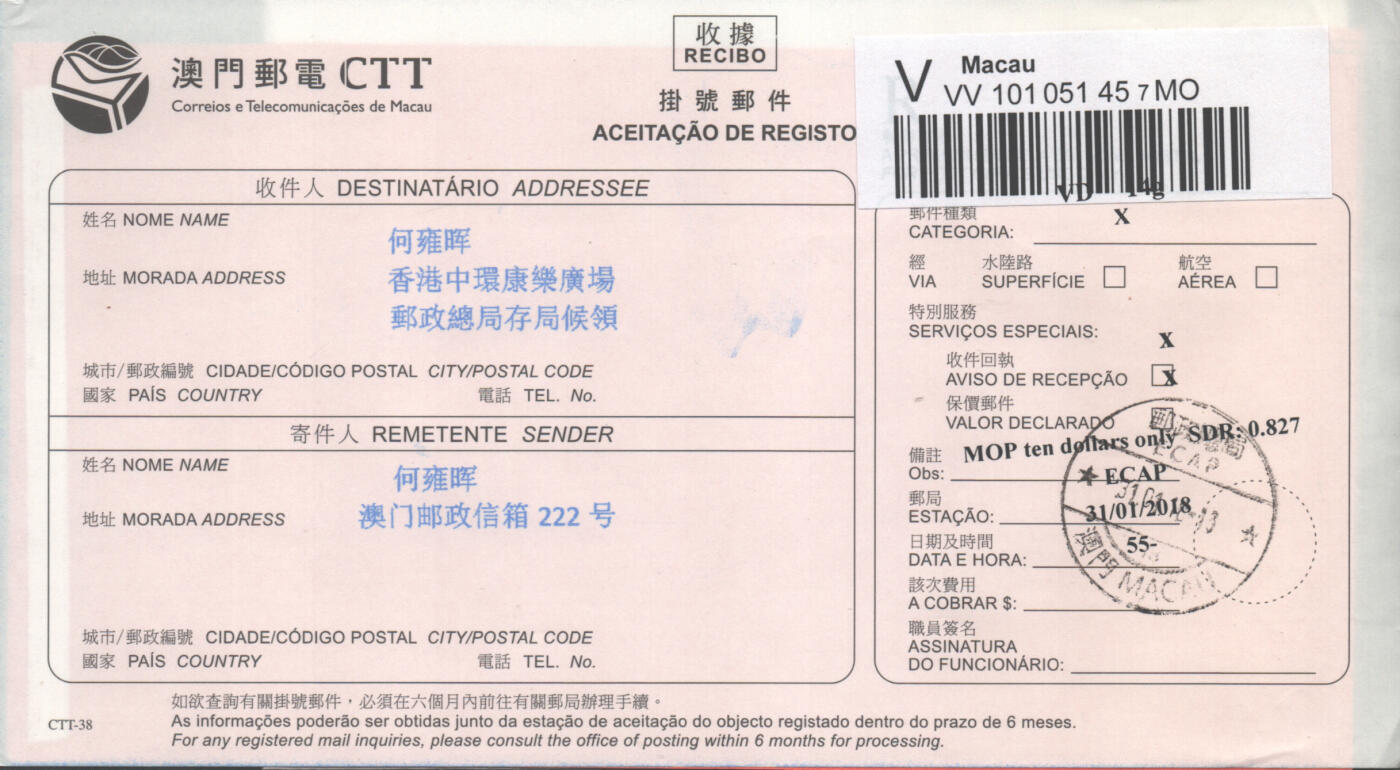 澳門郵電 CTT
Correios e Telecomunicações de Macau
收據
RECIBO
掛號郵件
ACEITAÇÃO DE REGISTO
V Macau
VV 101 051 45 7 MO
收件人 DESTINATÁRIO ADDRESSEE
姓名 NOME NAME
何雍晖
地址 MORADA ADDRESS
香港中環康樂廣場
郵政總局存局候領
城市/郵政編號 CIDADE/CÓDIGO POSTAL CITY/POSTAL CODE
國家 PAÍS COUNTRY 電話 TEL. No.
寄件人 REMETENTE SENDER
姓名 NOME NAME
何雍晖
地址 MORADA ADDRESS
澳门邮政信箱 222 号
城市/郵政編號 CIDADE/CÓDIGO POSTAL CITY/POSTAL CODE
國家 PAÍS COUNTRY 電話 TEL. No.
VD 14g
郵件種類 X
CATEGORIA:
經 水陸路 航空
VIA SUPERFÍCIE AÉREA
特別服務
SERVIÇOS ESPECIAIS: X
收件回執
AVISO DE RECEPÇÃO X
保價郵件
VALOR DECLARADO
MOP ten dollars only SDR: 0.827
備註
Obs: ECAP
郵局
ESTAÇÃO: 31/01/2018
日期及時間
DATA E HORA: 55-
該次費用
A COBRAR $:
職員簽名
ASSINATURA
DO FUNCIONÁRIO:
ECAP
澳門 MACAU
如欲查詢有關掛號郵件，必須在六個月內前往有關郵局辦理手續。
CTT-38 As informações poderão ser obtidas junto da estação de aceitação do objecto registado dentro do prazo de 6 meses.
For any registered mail inquiries, please consult the office of posting within 6 months for processing.